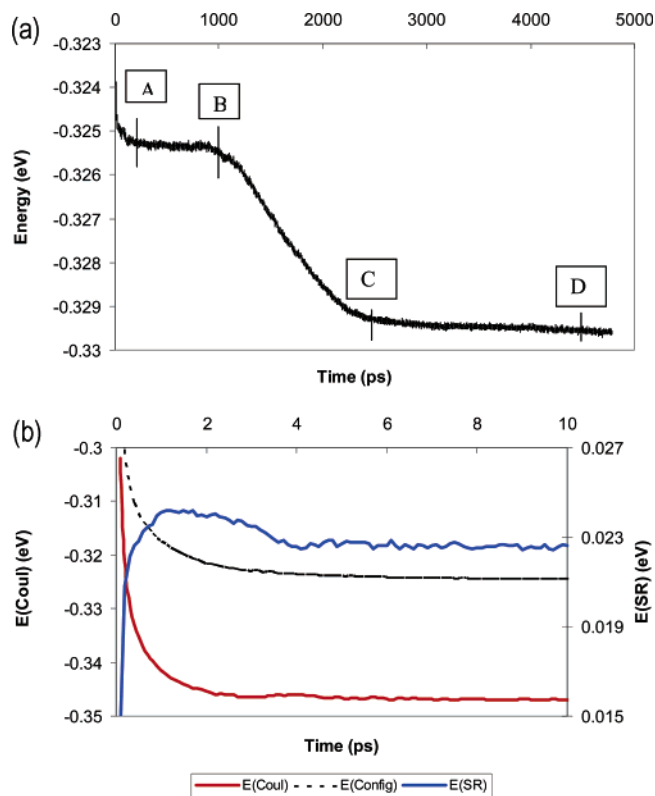 (a)
0 1000 2000 3000 4000 5000
-0.323
-0.324
-0.325
-0.326
-0.327
-0.328
-0.329
-0.33
Energy (eV)
A
B
C
D
Time (ps)
(b)
0 2 4 6 8 10
-0.3
-0.31
-0.32
-0.33
-0.34
-0.35
E(Coul) (eV)
0.027
0.023
0.019
0.015
E(SR) (eV)
Time (ps)
E(Coul) E(Config) E(SR)